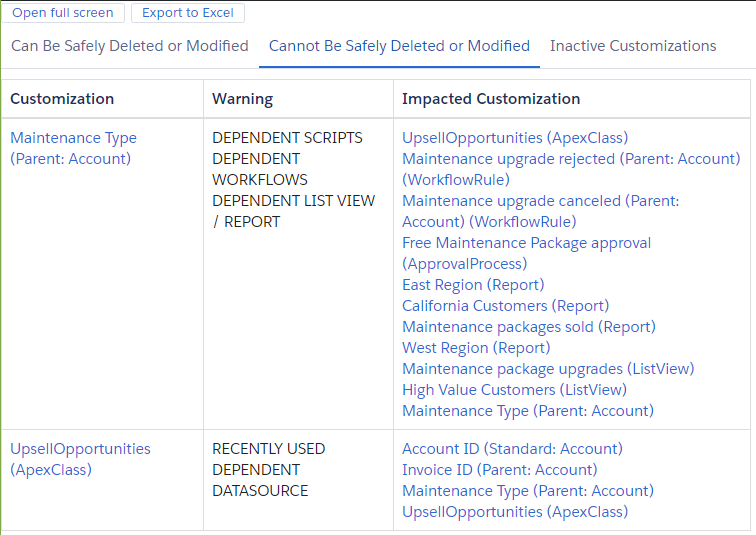 Open full screen
Export to Excel
Can Be Safely Deleted or Modified
Cannot Be Safely Deleted or Modified
Inactive Customizations
Customization
Warning
Impacted Customization
Maintenance Type
(Parent: Account)
DEPENDENT SCRIPTS
DEPENDENT
WORKFLOWS
DEPENDENT LIST VIEW
/ REPORT
UpsellOpportunities (ApexClass)
Maintenance upgrade rejected (Parent: Account)
(WorkflowRule)
Maintenance upgrade canceled (Parent:
Account) (WorkflowRule)
Free Maintenance Package approval
(ApprovalProcess)
East Region (Report)
California Customers (Report)
Maintenance packages sold (Report)
West Region (Report)
Maintenance package upgrades (ListView)
High Value Customers (ListView)
Maintenance Type (Parent: Account)
UpsellOpportunities
(ApexClass)
RECENTLY USED
DEPENDENT
DATASOURCE
Account ID (Standard: Account)
Invoice ID (Parent: Account)
Maintenance Type (Parent: Account)
UpsellOpportunities (ApexClass)